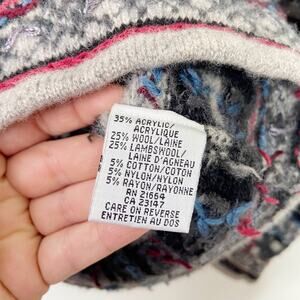 35% ACRYLIC/
ACRYLIQUE
25% WOOL/LAINE
25% LAMBSWOOL/
LAINE D'AGNEAU
5% COTTON/COTON
5% NYLON/NYLON
5% RAYON/RAYONNE
RN 21664
CA 23147
CARE ON REVERSE
ENTRETIEN AU DOS